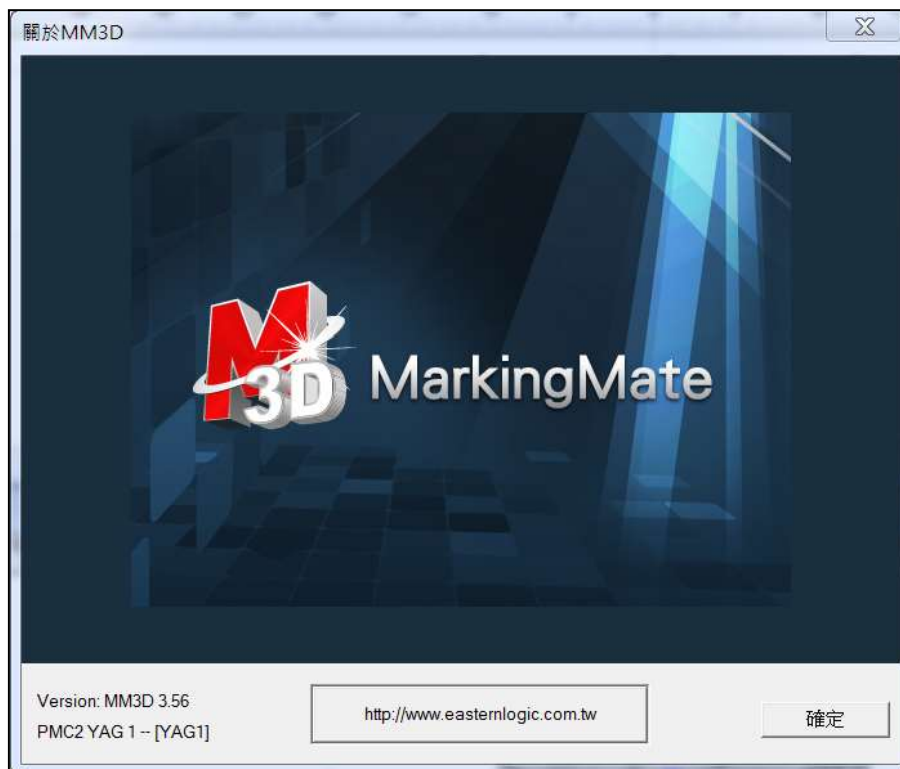 關於MM3D
M
3D
MarkingMate
Version: MM3D 3.56
PMC2 YAG 1 -- [YAG1]
http://www.easternlogic.com.tw
確定